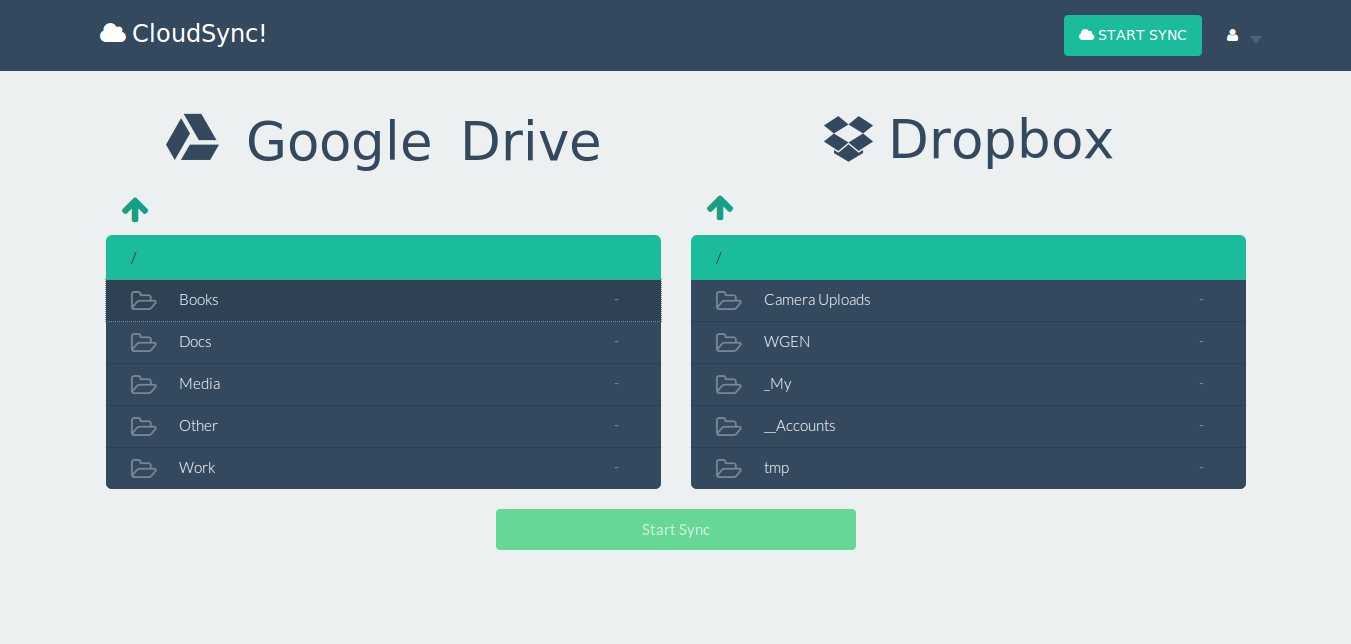 CloudSync!
START SYNC
Google Drive
Dropbox
/
Books -
Docs -
Media -
Other -
Work -
/
Camera Uploads -
WGEN -
_My -
__Accounts -
tmp -
Start Sync